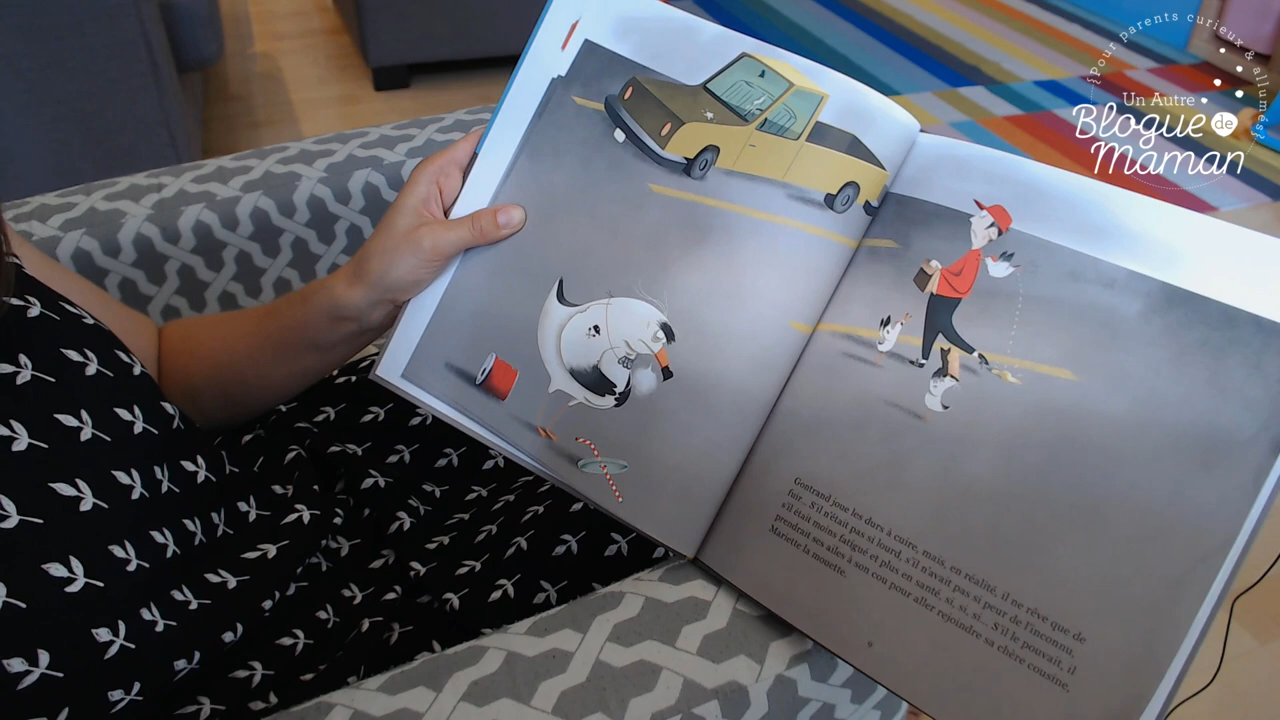 {Pour parents curieux & allumés}
Un Autre
Blogue de
Maman
Gontrand joue les durs à cuire, mais, en réalité, il ne rêve que de
fuir... S'il n'était pas si lourd, s'il n'avait pas si peur de l'inconnu,
s'il était moins fatigué et plus en santé, si, si, si... S'il le pouvait, il
prendrait ses ailes à son cou pour aller rejoindre sa chère cousine,
Mariette la mouette.
9